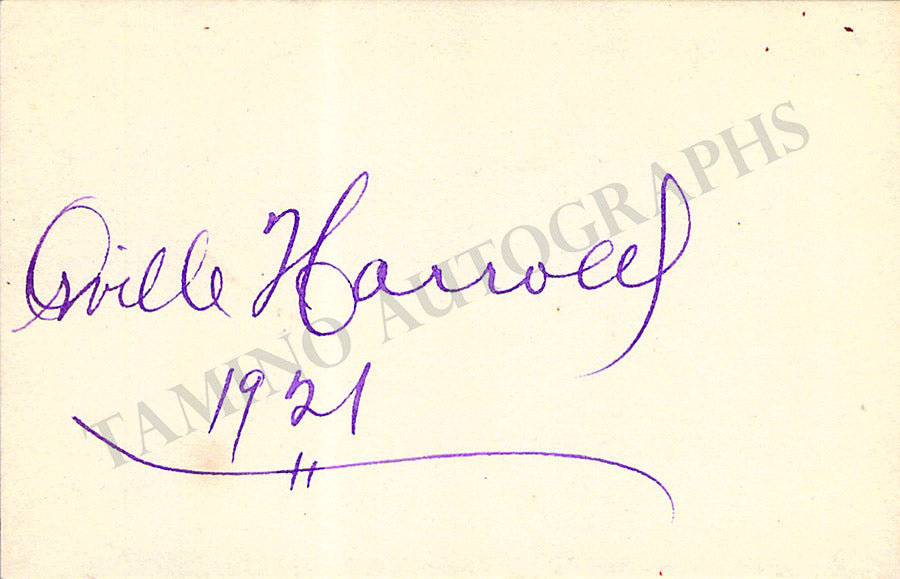 Orville Harrold
1921
TAMINO AUTOGRAPHS